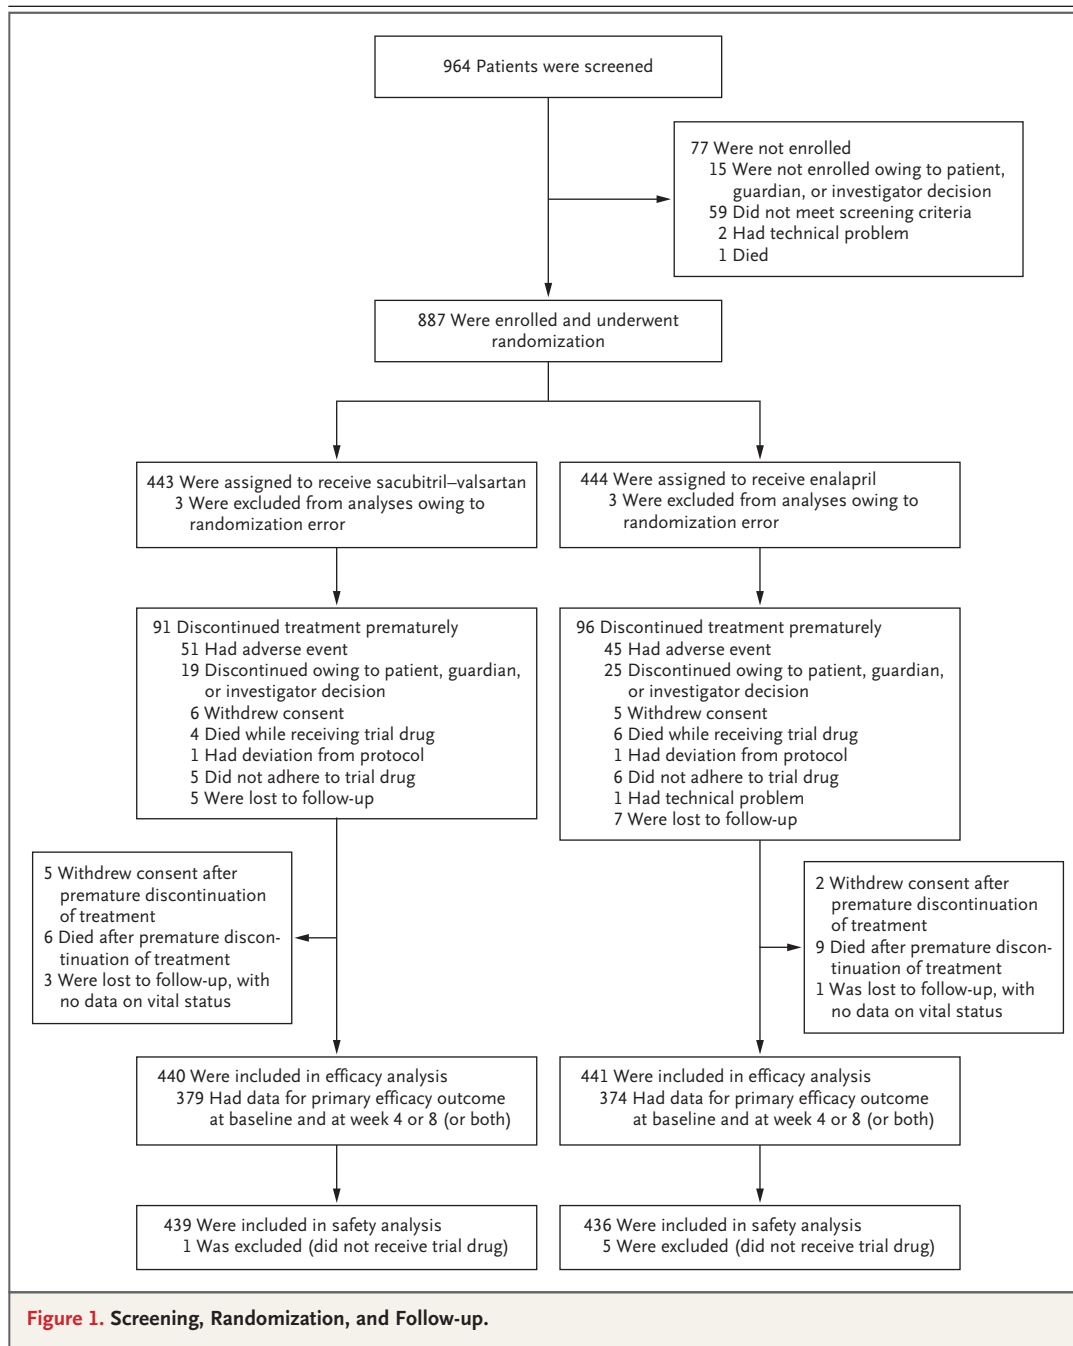 964 Patients were screened
77 Were not enrolled
15 Were not enrolled owing to patient,
guardian, or investigator decision
59 Did not meet screening criteria
2 Had technical problem
1 Died
887 Were enrolled and underwent
randomization
443 Were assigned to receive sacubitril–valsartan
3 Were excluded from analyses owing to
randomization error
444 Were assigned to receive enalapril
3 Were excluded from analyses owing to
randomization error
91 Discontinued treatment prematurely
51 Had adverse event
19 Discontinued owing to patient, guardian,
or investigator decision
6 Withdrew consent
4 Died while receiving trial drug
1 Had deviation from protocol
5 Did not adhere to trial drug
5 Were lost to follow-up
96 Discontinued treatment prematurely
45 Had adverse event
25 Discontinued owing to patient, guardian,
or investigator decision
5 Withdrew consent
6 Died while receiving trial drug
1 Had deviation from protocol
6 Did not adhere to trial drug
1 Had technical problem
7 Were lost to follow-up
5 Withdrew consent after
premature discontinuation
of treatment
6 Died after premature discon-
tinuation of treatment
3 Were lost to follow-up, with
no data on vital status
2 Withdrew consent after
premature discontinuation
of treatment
9 Died after premature discon-
tinuation of treatment
1 Was lost to follow-up, with
no data on vital status
440 Were included in efficacy analysis
379 Had data for primary efficacy outcome
at baseline and at week 4 or 8 (or both)
441 Were included in efficacy analysis
374 Had data for primary efficacy outcome
at baseline and at week 4 or 8 (or both)
439 Were included in safety analysis
1 Was excluded (did not receive trial drug)
436 Were included in safety analysis
5 Were excluded (did not receive trial drug)
Figure 1. Screening, Randomization, and Follow-up.